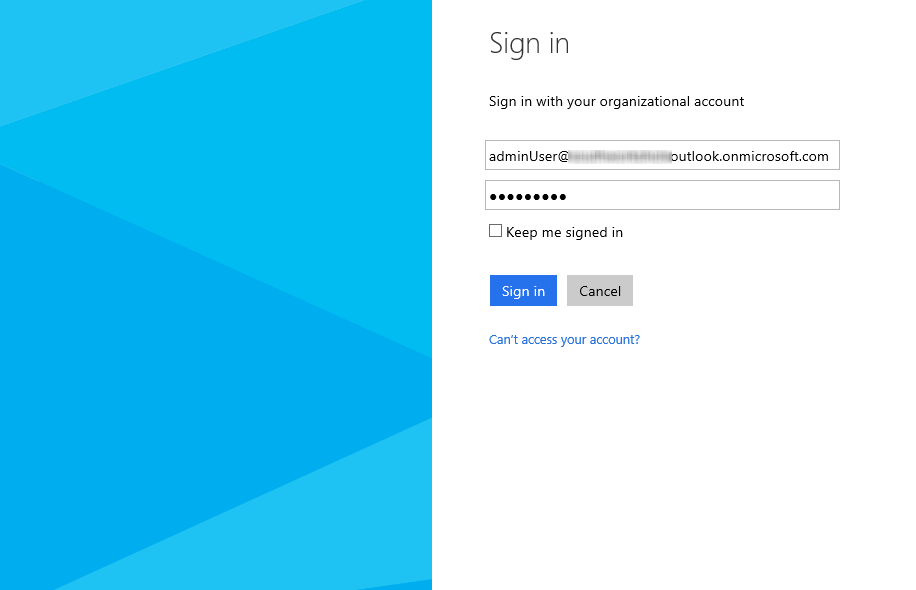 Sign in
Sign in with your organizational account
adminUser@ outlook.onmicrosoft.com
●●●●●●●●●
Keep me signed in
Sign in Cancel
Can't access your account?